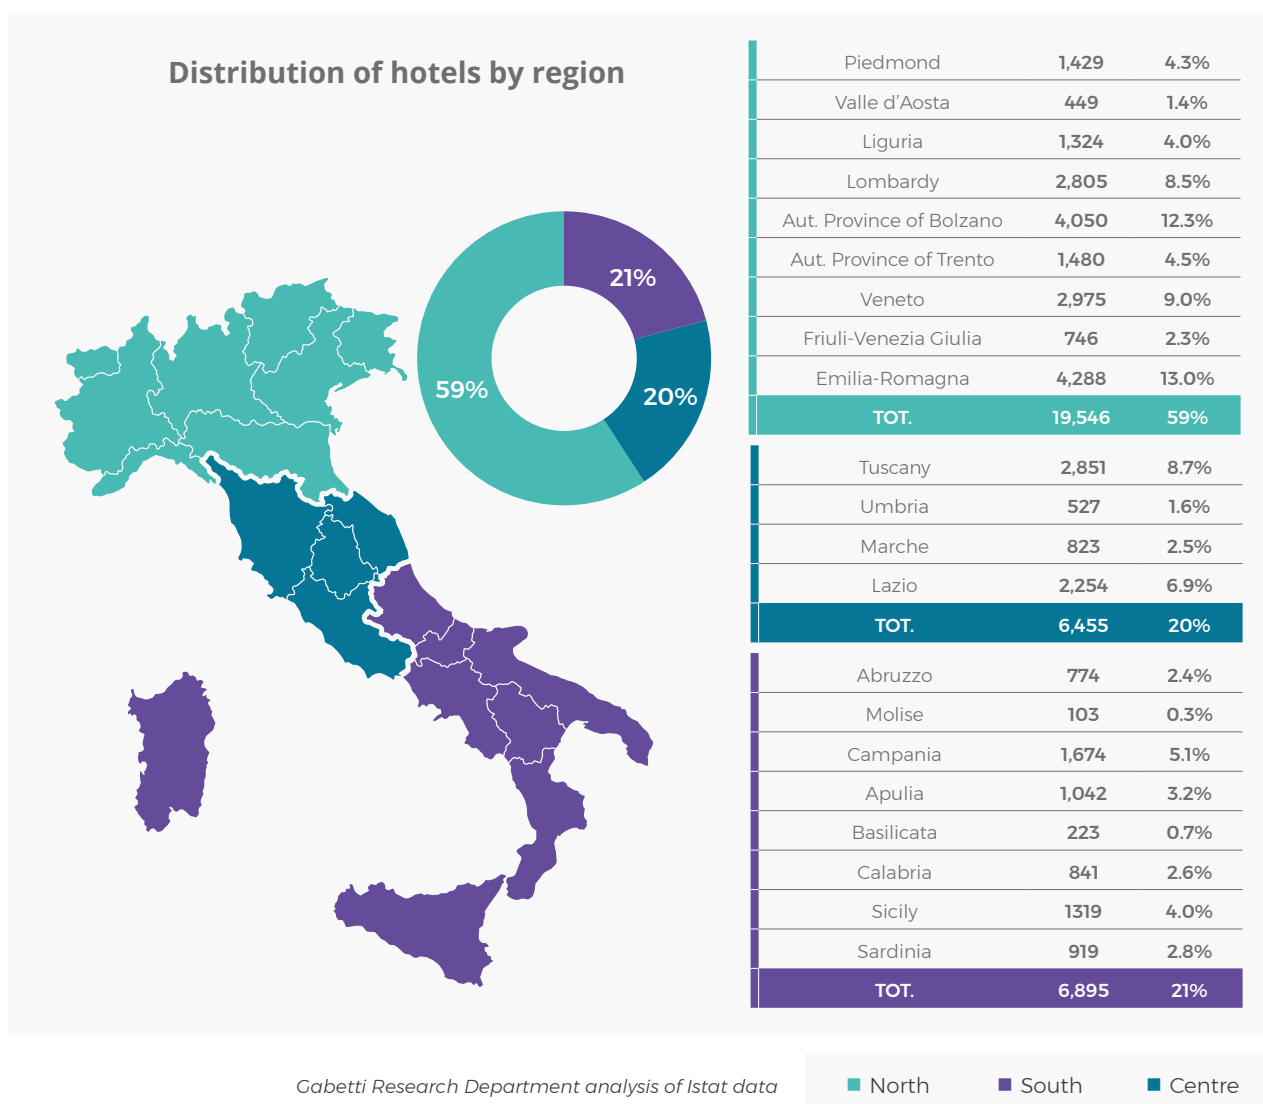 Distribution of hotels by region
21%
59%
20%
Piedmond 1,429 4.3%
Valle d’Aosta 449 1.4%
Liguria 1,324 4.0%
Lombardy 2,805 8.5%
Aut. Province of Bolzano 4,050 12.3%
Aut. Province of Trento 1,480 4.5%
Veneto 2,975 9.0%
Friuli-Venezia Giulia 746 2.3%
Emilia-Romagna 4,288 13.0%
TOT. 19,546 59%
Tuscany 2,851 8.7%
Umbria 527 1.6%
Marche 823 2.5%
Lazio 2,254 6.9%
TOT. 6,455 20%
Abruzzo 774 2.4%
Molise 103 0.3%
Campania 1,674 5.1%
Apulia 1,042 3.2%
Basilicata 223 0.7%
Calabria 841 2.6%
Sicily 1319 4.0%
Sardinia 919 2.8%
TOT. 6,895 21%
Gabetti Research Department analysis of Istat data
North South Centre